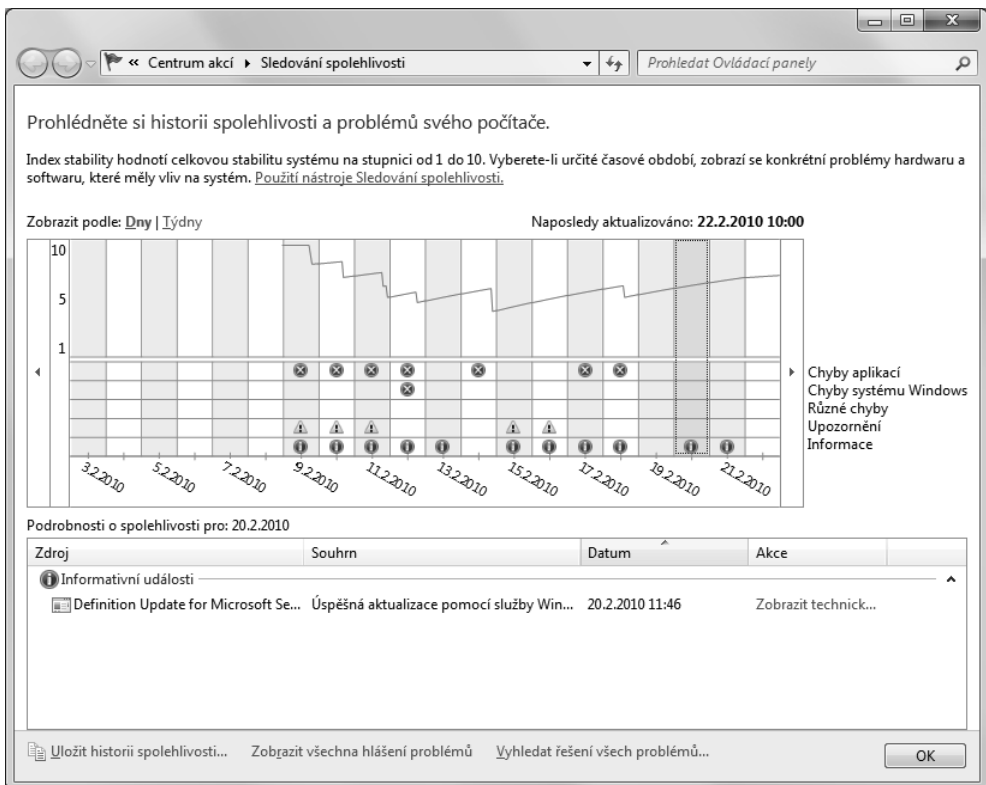 « Centrum akcí ▸ Sledování spolehlivosti
Prohledat Ovládací panely
Prohlédněte si historii spolehlivosti a problémů svého počítače.
Index stability hodnotí celkovou stabilitu systému na stupnici od 1 do 10. Vyberete-li určité časové období, zobrazí se konkrétní problémy hardwaru a
softwaru, které měly vliv na systém. Použití nástroje Sledování spolehlivosti.
Zobrazit podle: Dny | Týdny
Naposledy aktualizováno: 22.2.2010 10:00
10
5
1
Chyby aplikací
Chyby systému Windows
Různé chyby
Upozornění
Informace
3.2.2010 5.2.2010 7.2.2010 9.2.2010 11.2.2010 13.2.2010 15.2.2010 17.2.2010 19.2.2010 21.2.2010
Podrobnosti o spolehlivosti pro: 20.2.2010
Zdroj Souhrn Datum Akce
Informativní události
Definition Update for Microsoft Se... Úspěšná aktualizace pomocí služby Win... 20.2.2010 11:46 Zobrazit technick...
Uložit historii spolehlivosti... Zobrazit všechna hlášení problémů Vyhledat řešení všech problémů...
OK